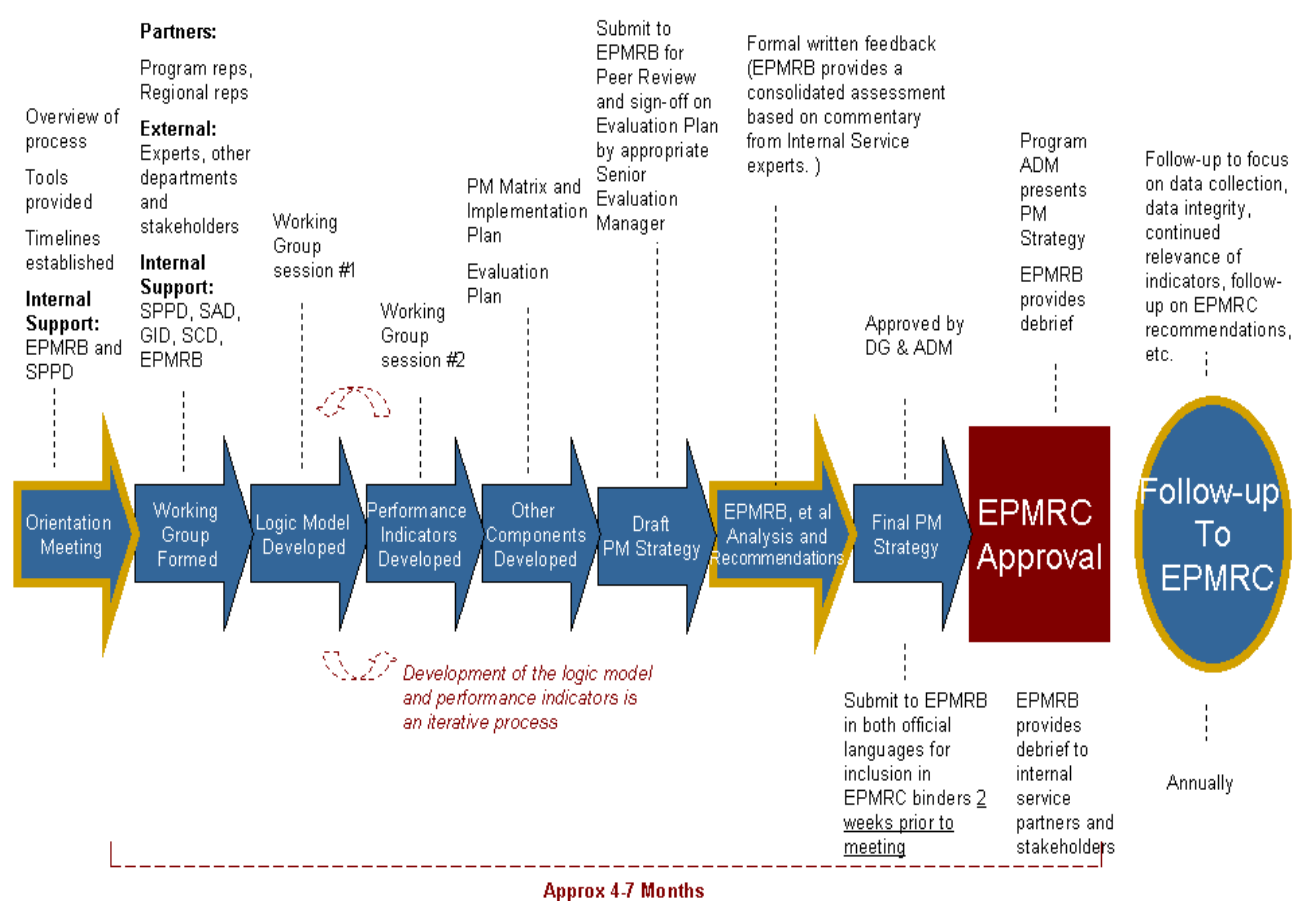 Overview of
process
Tools
provided
Timelines
established
Internal
Support:
EPMRB and
SPPD
Partners:
Program reps,
Regional reps
External:
Experts, other
departments
and
stakeholders
Internal
Support:
SPPD, SAD,
GID, SCD,
EPMRB
Working
Group
session #1
Working
Group
session #2
PM Matrix and
Implementation
Plan
Evaluation
Plan
Submit to
EPMRB for
Peer Review
and sign-off on
Evaluation Plan
by appropriate
Senior
Evaluation
Manager
Formal written feedback
(EPMRB provides a
consolidated assessment
based on commentary
from Internal Service
experts. )
Approved by
DG & ADM
Program
ADM
presents
PM
Strategy
EPMRB
provides
debrief
Follow-up to focus
on data collection,
data integrity,
continued
relevance of
indicators, follow-
up on EPMRC
recommendations,
etc.
Orientation
Meeting
Working
Group
Formed
Logic Model
Developed
Performance
Indicators
Developed
Other
Components
Developed
Draft
PM Strategy
EPMRB, et al
Analysis and
Recommendations
Final PM
Strategy
EPMRC
Approval
Follow-up
To
EPMRC
Development of the logic model
and performance indicators is
an iterative process
Submit to EPMRB
in both official
languages for
inclusion in
EPMRC binders 2
weeks prior to
meeting
EPMRB
provides
debrief to
internal
service
partners and
stakeholders
Annually
Approx 4-7 Months